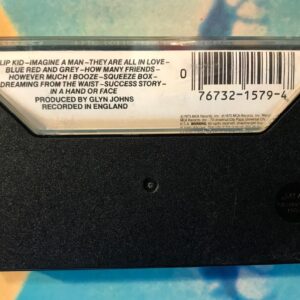 LIP KID–IMAGINE A MAN–THEY ARE ALL IN LOVE–
BLUE RED AND GREY–HOW MANY FRIENDS–
HOWEVER MUCH I BOOZE–SQUEEZE BOX–
DREAMING FROM THE WAIST–SUCCESS STORY–
IN A HAND OR FACE
PRODUCED BY GLYN JOHNS
RECORDED IN ENGLAND
0 76732-1579-4